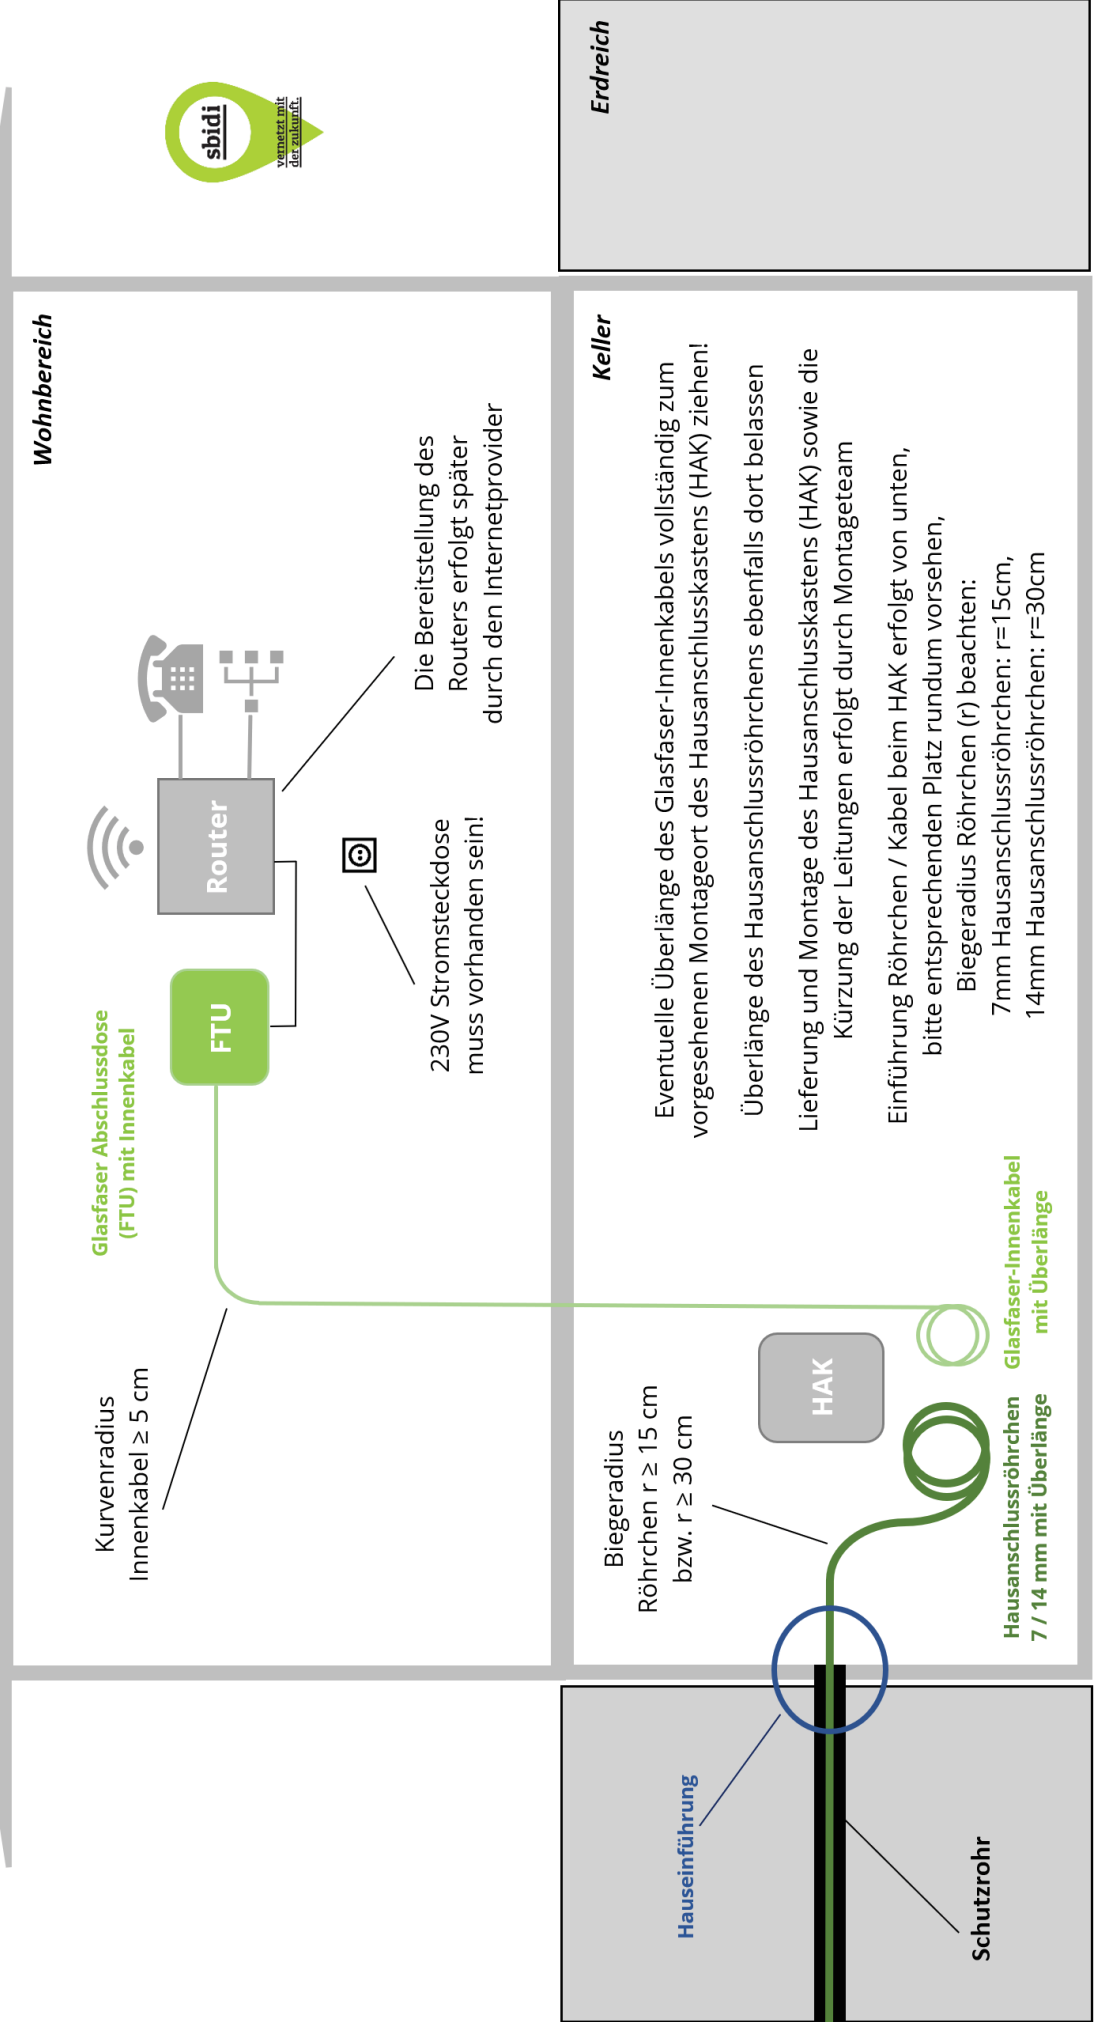 sbidi
vernetzt mit
der zukunft.
Wohnbereich
Glasfaser Abschlussdose
(FTU) mit Innenkabel
FTU
Router
Kurvenradius
Innenkabel ≥ 5 cm
230V Stromsteckdose
muss vorhanden sein!
Die Bereitstellung des
Routers erfolgt später
durch den Internetprovider
Erdreich
Keller
Biegeradius
Röhrchen r ≥ 15 cm
bzw. r ≥ 30 cm
HAK
Eventuelle Überlänge des Glasfaser-Innenkabels vollständig zum
vorgesehenen Montageort des Hausanschlusskastens (HAK) ziehen!
Überlänge des Hausanschlussröhrchens ebenfalls dort belassen
Lieferung und Montage des Hausanschlusskastens (HAK) sowie die
Kürzung der Leitungen erfolgt durch Montageteam
Einführung Röhrchen / Kabel beim HAK erfolgt von unten,
bitte entsprechenden Platz rundum vorsehen,
Biegeradius Röhrchen (r) beachten:
7mm Hausanschlussröhrchen: r=15cm,
14mm Hausanschlussröhrchen: r=30cm
Hauseinführung
Schutzrohr
Hausanschlussröhrchen
7 / 14 mm mit Überlänge
Glasfaser-Innenkabel
mit Überlänge